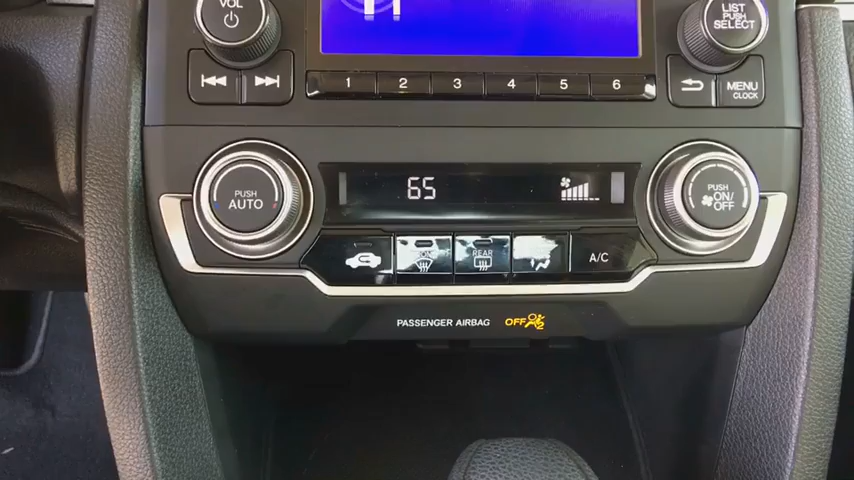 VOL
LIST
PUSH
SELECT
1 2 3 4 5 6
MENU
CLOCK
PUSH
AUTO
65
PUSH
ON/
OFF
REAR
A/C
PASSENGER AIRBAG
OFF 2